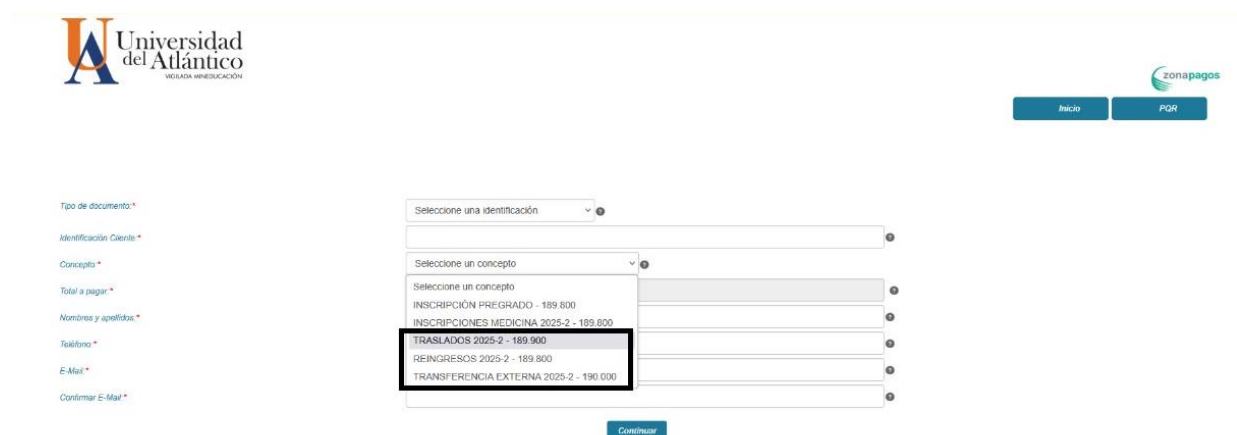 Universidad
del Atlántico
VIGILADA MINEDUCACIÓN
zonapagos
Inicio
PQR
Tipo de documento:*
Seleccione una identificación
Identificación Cliente:*
Concepto:*
Seleccione un concepto
Total a pagar:*
Seleccione un concepto
INSCRIPCIÓN PREGRADO - 189.800
Nombres y apellidos:*
INSCRIPCIONES MEDICINA 2025-2 - 189.800
Teléfono:*
TRASLADOS 2025-2 - 189.900
REINGRESOS 2025-2 - 189.800
E-Mail:*
TRANSFERENCIA EXTERNA 2025-2 - 190.000
Confirmar E-Mail:*
Continuar